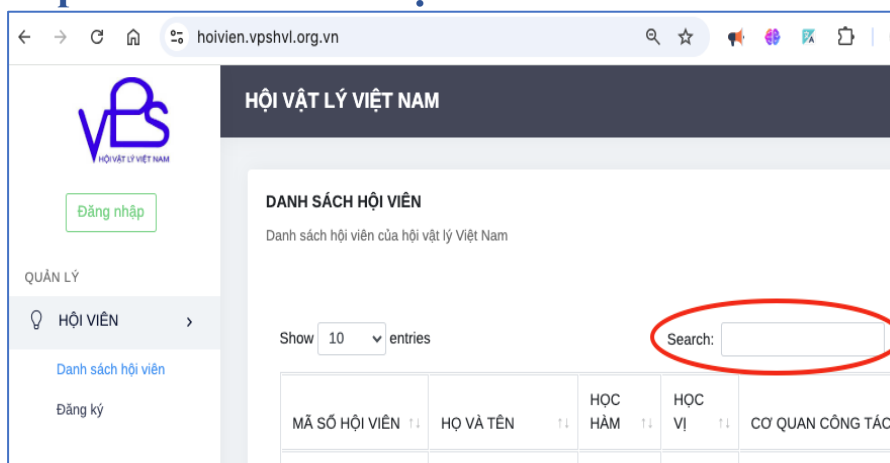 hoivien.vpshvl.org.vn
VPS
HỘI VẬT LÝ VIỆT NAM
HỘI VẬT LÝ VIỆT NAM
Đăng nhập
DANH SÁCH HỘI VIÊN
Danh sách hội viên của hội vật lý Việt Nam
QUẢN LÝ
HỘI VIÊN
Show 10 entries Search:
Danh sách hội viên
Đăng ký
MÃ SỐ HỘI VIÊN HỌ VÀ TÊN HỌC HÀM HỌC VỊ CƠ QUAN CÔNG TÁC